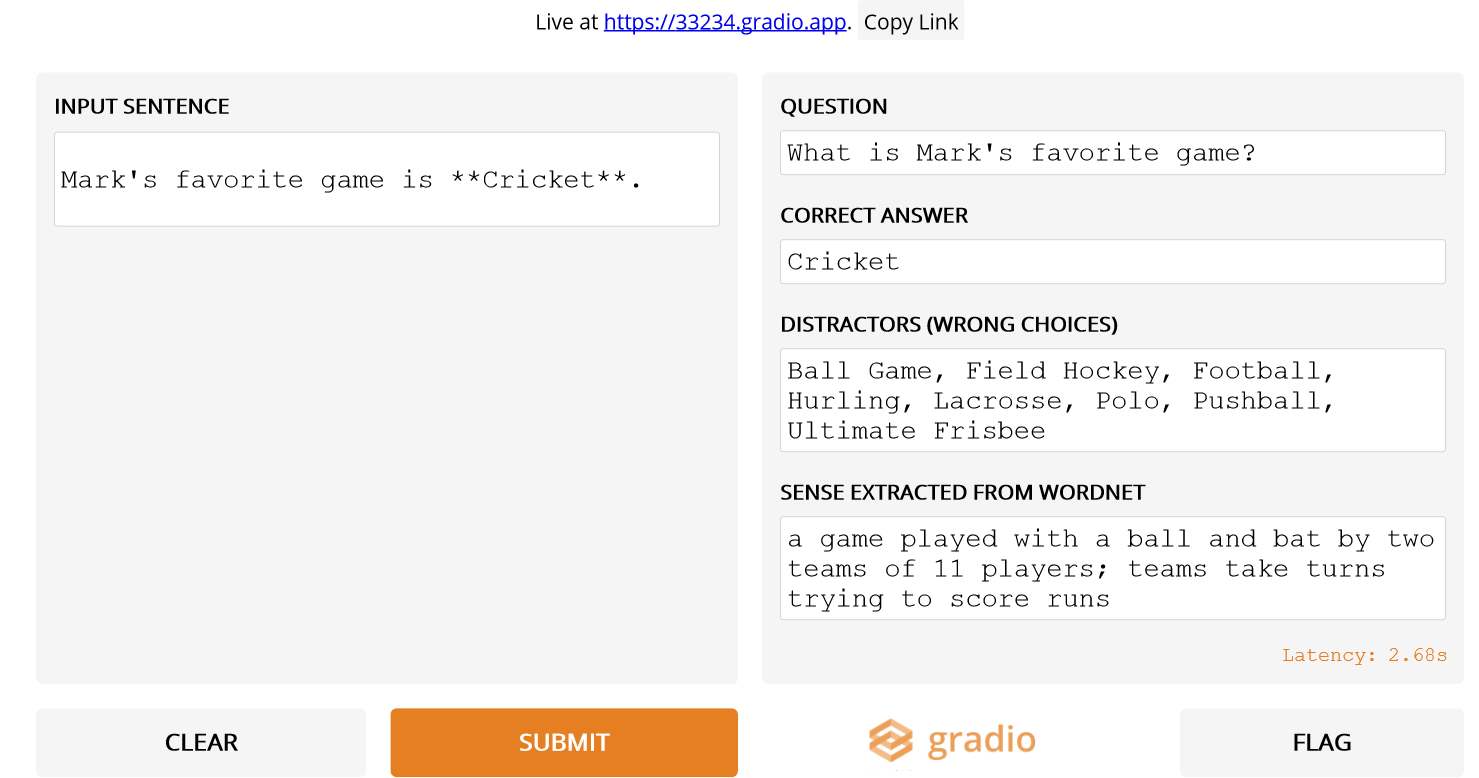 Live at https://33234.gradio.app. Copy Link
INPUT SENTENCE
Mark's favorite game is **Cricket**.
QUESTION
What is Mark's favorite game?
CORRECT ANSWER
Cricket
DISTRACTORS (WRONG CHOICES)
Ball Game, Field Hockey, Football,
Hurling, Lacrosse, Polo, Pushball,
Ultimate Frisbee
SENSE EXTRACTED FROM WORDNET
a game played with a ball and bat by two
teams of 11 players; teams take turns
trying to score runs
Latency: 2.68s
CLEAR
SUBMIT
gradio
FLAG